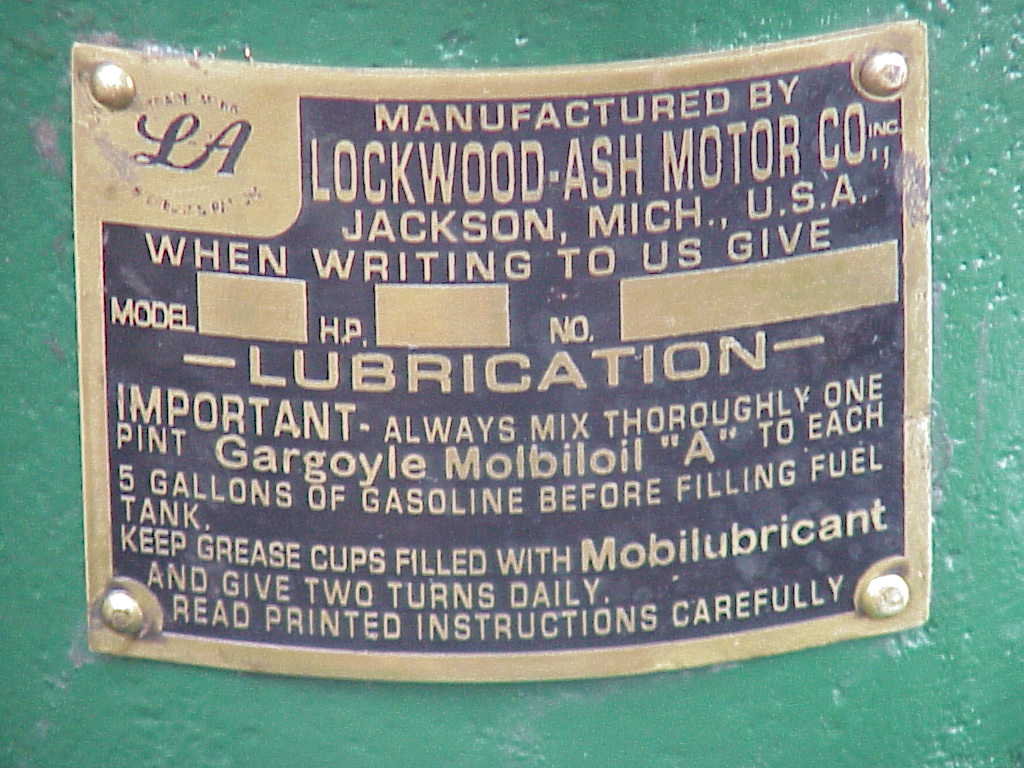 TRADE MARK
L-A
MANUFACTURED BY
LOCKWOOD-ASH MOTOR CO., INC.
JACKSON, MICH., U.S.A.
WHEN WRITING TO US GIVE
MODEL H.P. NO.
—LUBRICATION—
IMPORTANT- ALWAYS MIX THOROUGHLY ONE
PINT Gargoyle Molbiloil "A" TO EACH
5 GALLONS OF GASOLINE BEFORE FILLING FUEL
TANK.
KEEP GREASE CUPS FILLED WITH Mobilubricant
AND GIVE TWO TURNS DAILY.
READ PRINTED INSTRUCTIONS CAREFULLY